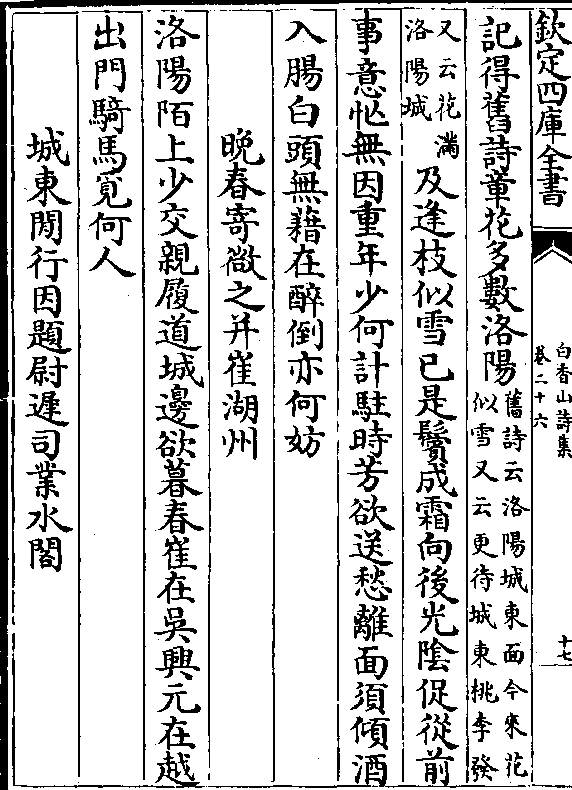 欽定四庫全書
白香山詩集
卷二十六
十七
記得舊詩章花多數洛陽
舊詩云洛陽城東面今來花
似雪又云更待城東桃李發
又云花滿
洛陽城
及逢枝似雪已是鬢成霜向後光陰促從前
事意忙無因重年少何計駐時芳欲送愁離面須傾酒
入腸白頭無藉在醉倒亦何妨
晚春寄微之并崔湖州
洛陽陌上少交親履道城邊欲暮春崔在吳興元在越
出門騎馬覓何人
城東閒行因題尉遲司業水閣